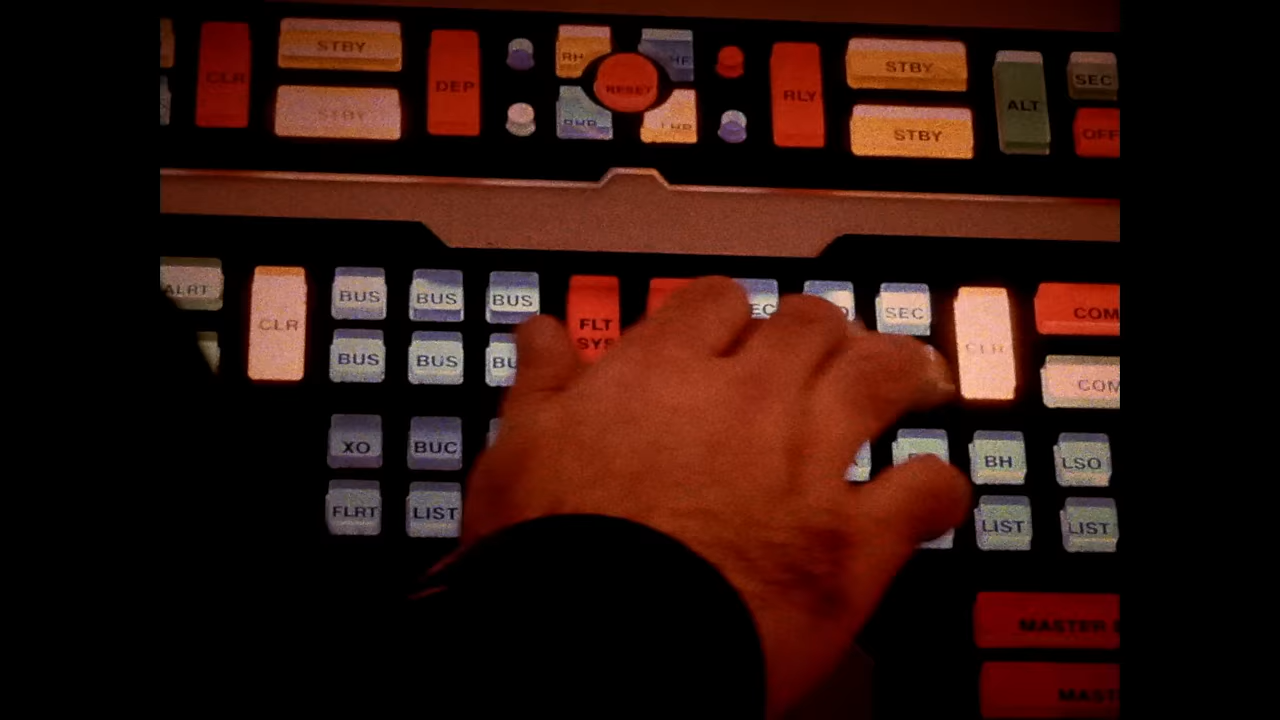 CLR
STBY
STBY
DEP
RH
RESET
RLY
STBY
STBY
ALT
SEC
OFF
ALRT
CLR
BUS
BUS
BUS
FLT
SYS
SEC
CLR
COM
BUS
BUS
COM
XO
BUC
BH
LSO
FLRT
LIST
LIST
LIST
MASTER